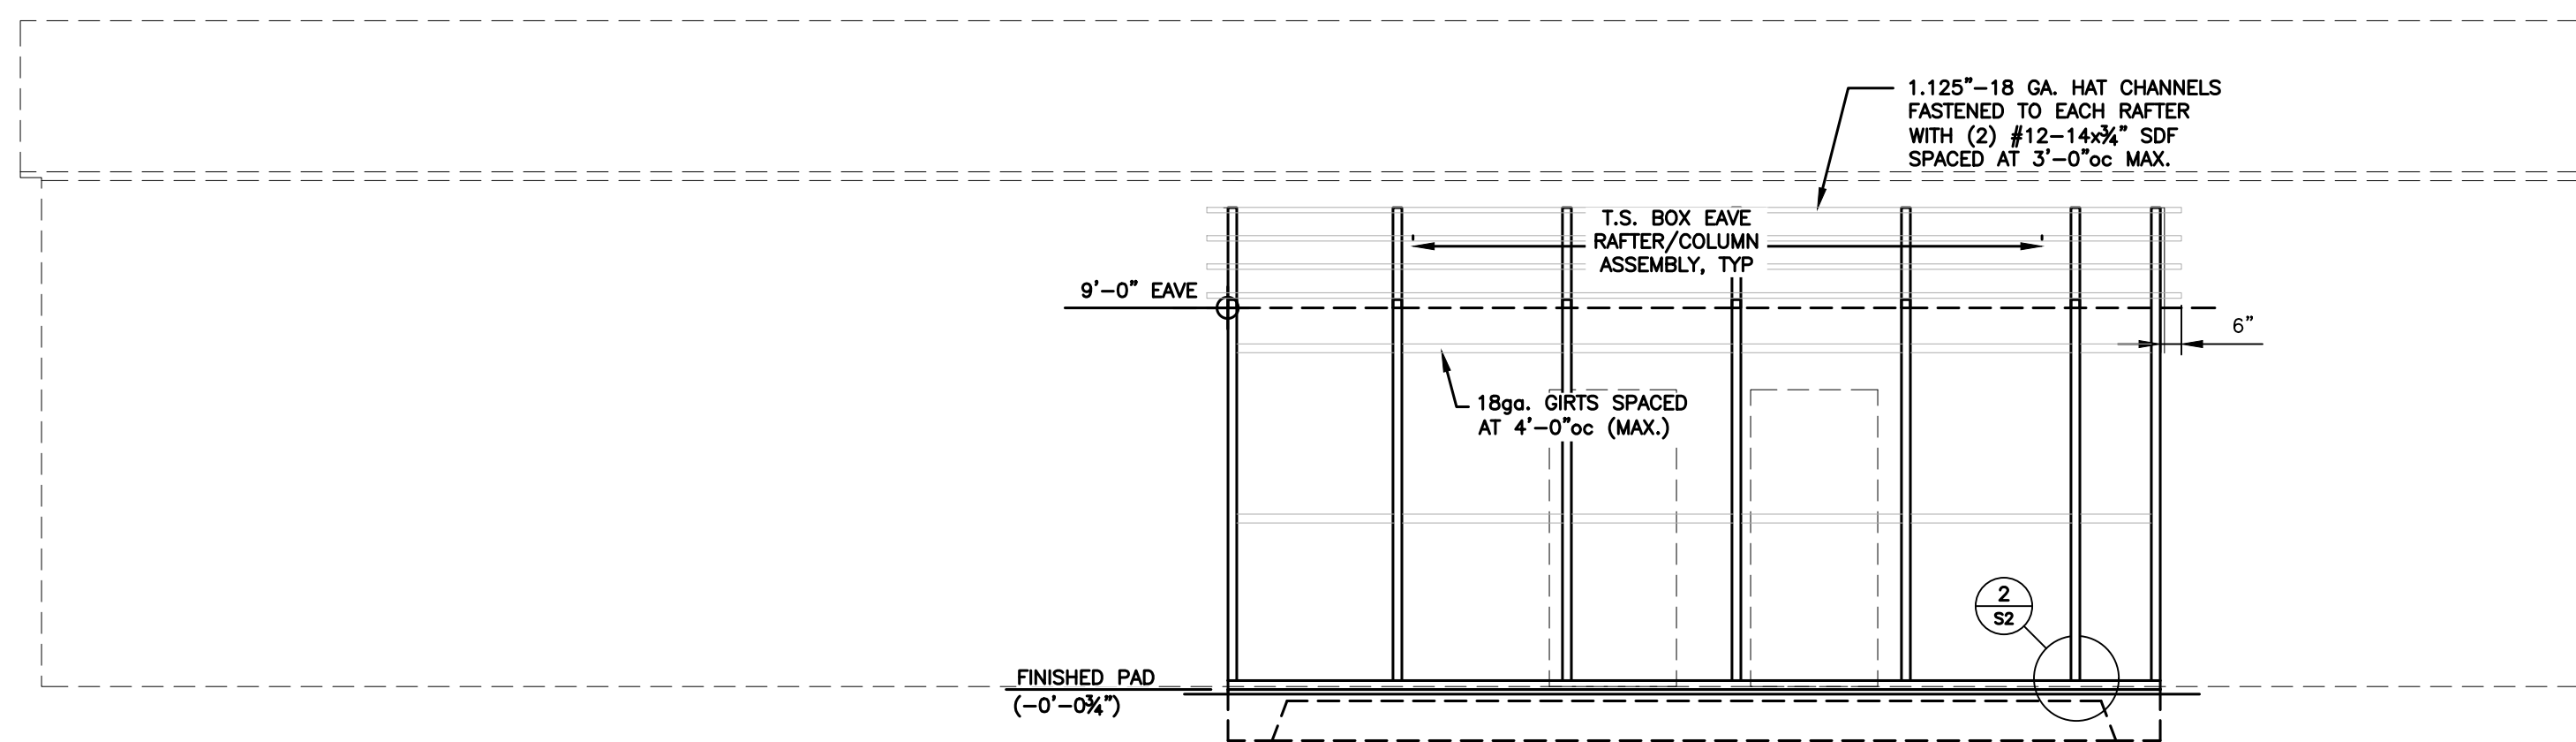 1.125"-18 GA. HAT CHANNELS
FASTENED TO EACH RAFTER
WITH (2) #12-14x¾" SDF
SPACED AT 3'-0"oc MAX.
T.S. BOX EAVE
RAFTER/COLUMN
ASSEMBLY, TYP
9'-0" EAVE
6"
18ga. GIRTS SPACED
AT 4'-0"oc (MAX.)
2
S2
FINISHED PAD
(-0'-0¾")